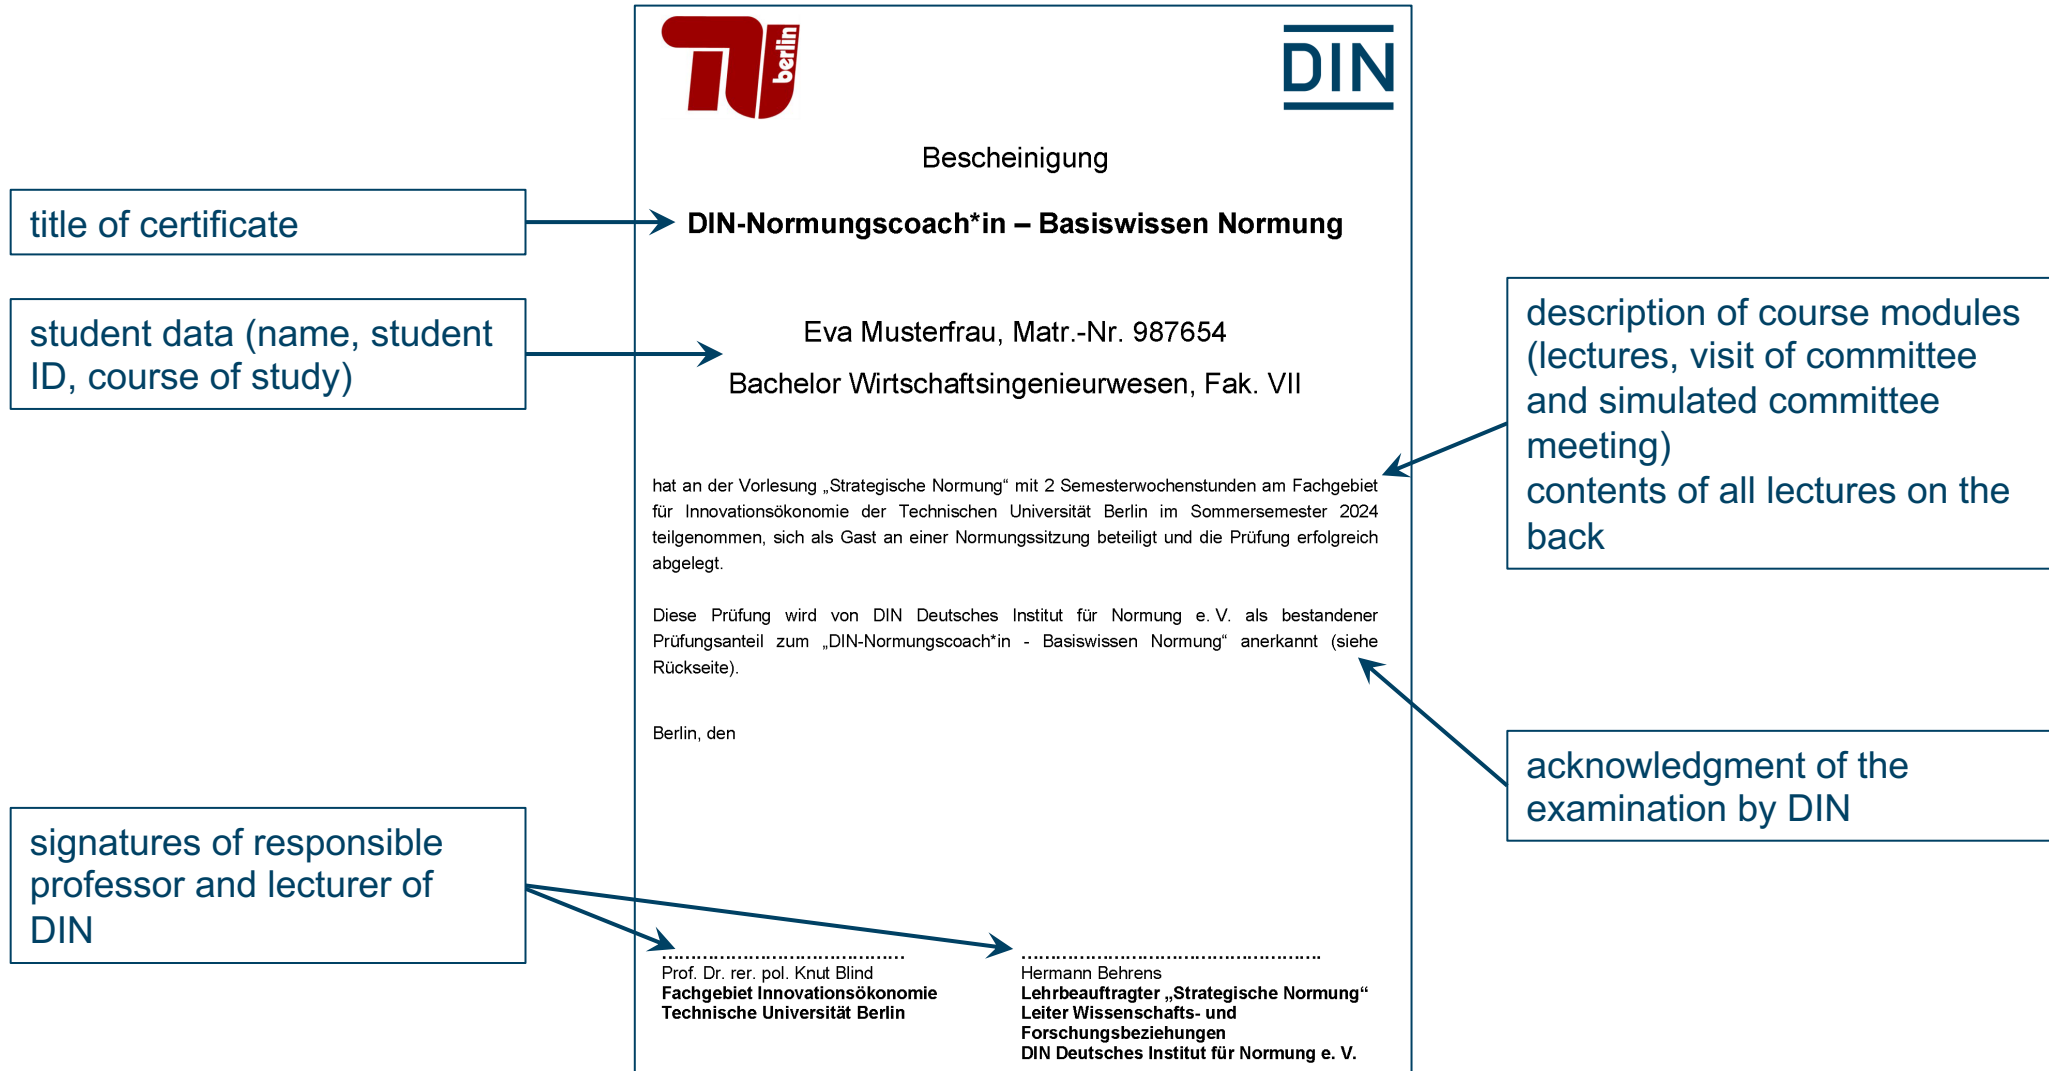 berlin
DIN
Bescheinigung
title of certificate
DIN-Normungscoach*in – Basiswissen Normung
student data (name, student
ID, course of study)
Eva Musterfrau, Matr.-Nr. 987654
Bachelor Wirtschaftsingenieurwesen, Fak. VII
description of course modules
(lectures, visit of committee
and simulated committee
meeting)
contents of all lectures on the
back
hat an der Vorlesung „Strategische Normung“ mit 2 Semesterwochenstunden am Fachgebiet
für Innovationsökonomie der Technischen Universität Berlin im Sommersemester 2024
teilgenommen, sich als Gast an einer Normungssitzung beteiligt und die Prüfung erfolgreich
abgelegt.
Diese Prüfung wird von DIN Deutsches Institut für Normung e. V. als bestandener
Prüfungsanteil zum „DIN-Normungscoach*in - Basiswissen Normung“ anerkannt (siehe
Rückseite).
Berlin, den
acknowledgment of the
examination by DIN
signatures of responsible
professor and lecturer of
DIN
Prof. Dr. rer. pol. Knut Blind
Fachgebiet Innovationsökonomie
Technische Universität Berlin
Hermann Behrens
Lehrbeauftragter „Strategische Normung“
Leiter Wissenschafts- und
Forschungsbeziehungen
DIN Deutsches Institut für Normung e. V.